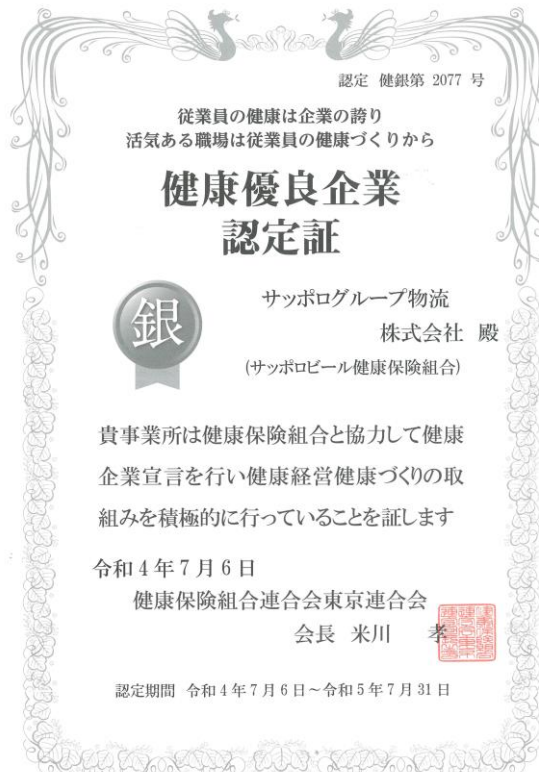 認定 健銀第 2077 号
従業員の健康は企業の誇り
活気ある職場は従業員の健康づくりから
健康優良企業
認定証
銀
サッポログループ物流
株式会社 殿
(サッポロビール健康保険組合)
貴事業所は健康保険組合と協力して健康
企業宣言を行い健康経営健康づくりの取
組みを積極的に行っていることを証します
令和4年7月6日
健康保険組合連合会東京連合会
会長 米川 孝
認定期間 令和4年7月6日~令和5年7月31日